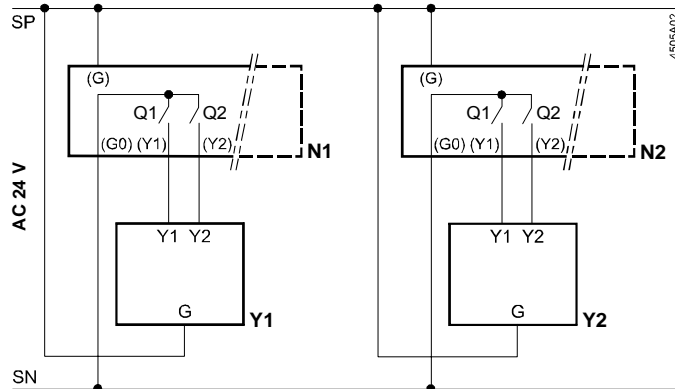 SP
4505A02
(G)
Q1 Q2
(G0) (Y1) (Y2)
N1
(G)
Q1 Q2
(G0) (Y1) (Y2)
N2
AC 24 V
Y1 Y2
G
Y1
Y1 Y2
G
Y2
SN